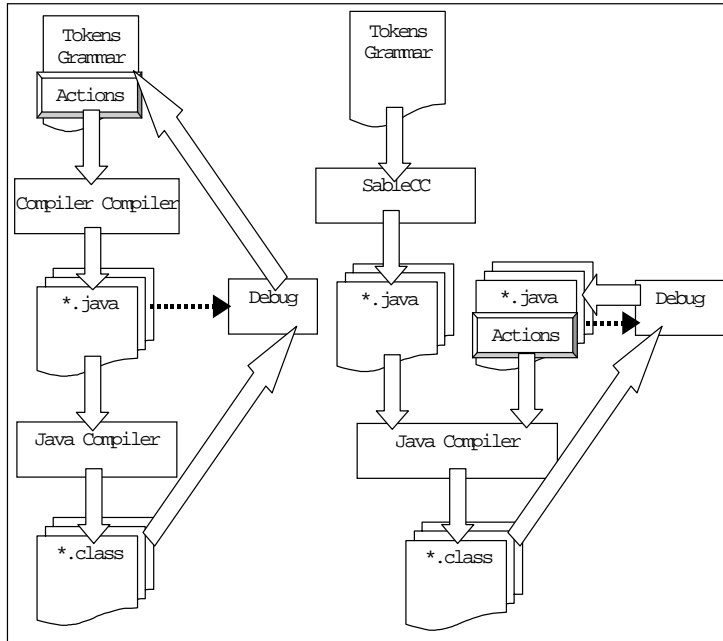 Tokens
Grammar
Actions
Compiler Compiler
*.java
Debug
Java Compiler
*.class
Tokens
Grammar
SableCC
*.java
*.java
Actions
Debug
Java Compiler
*.class